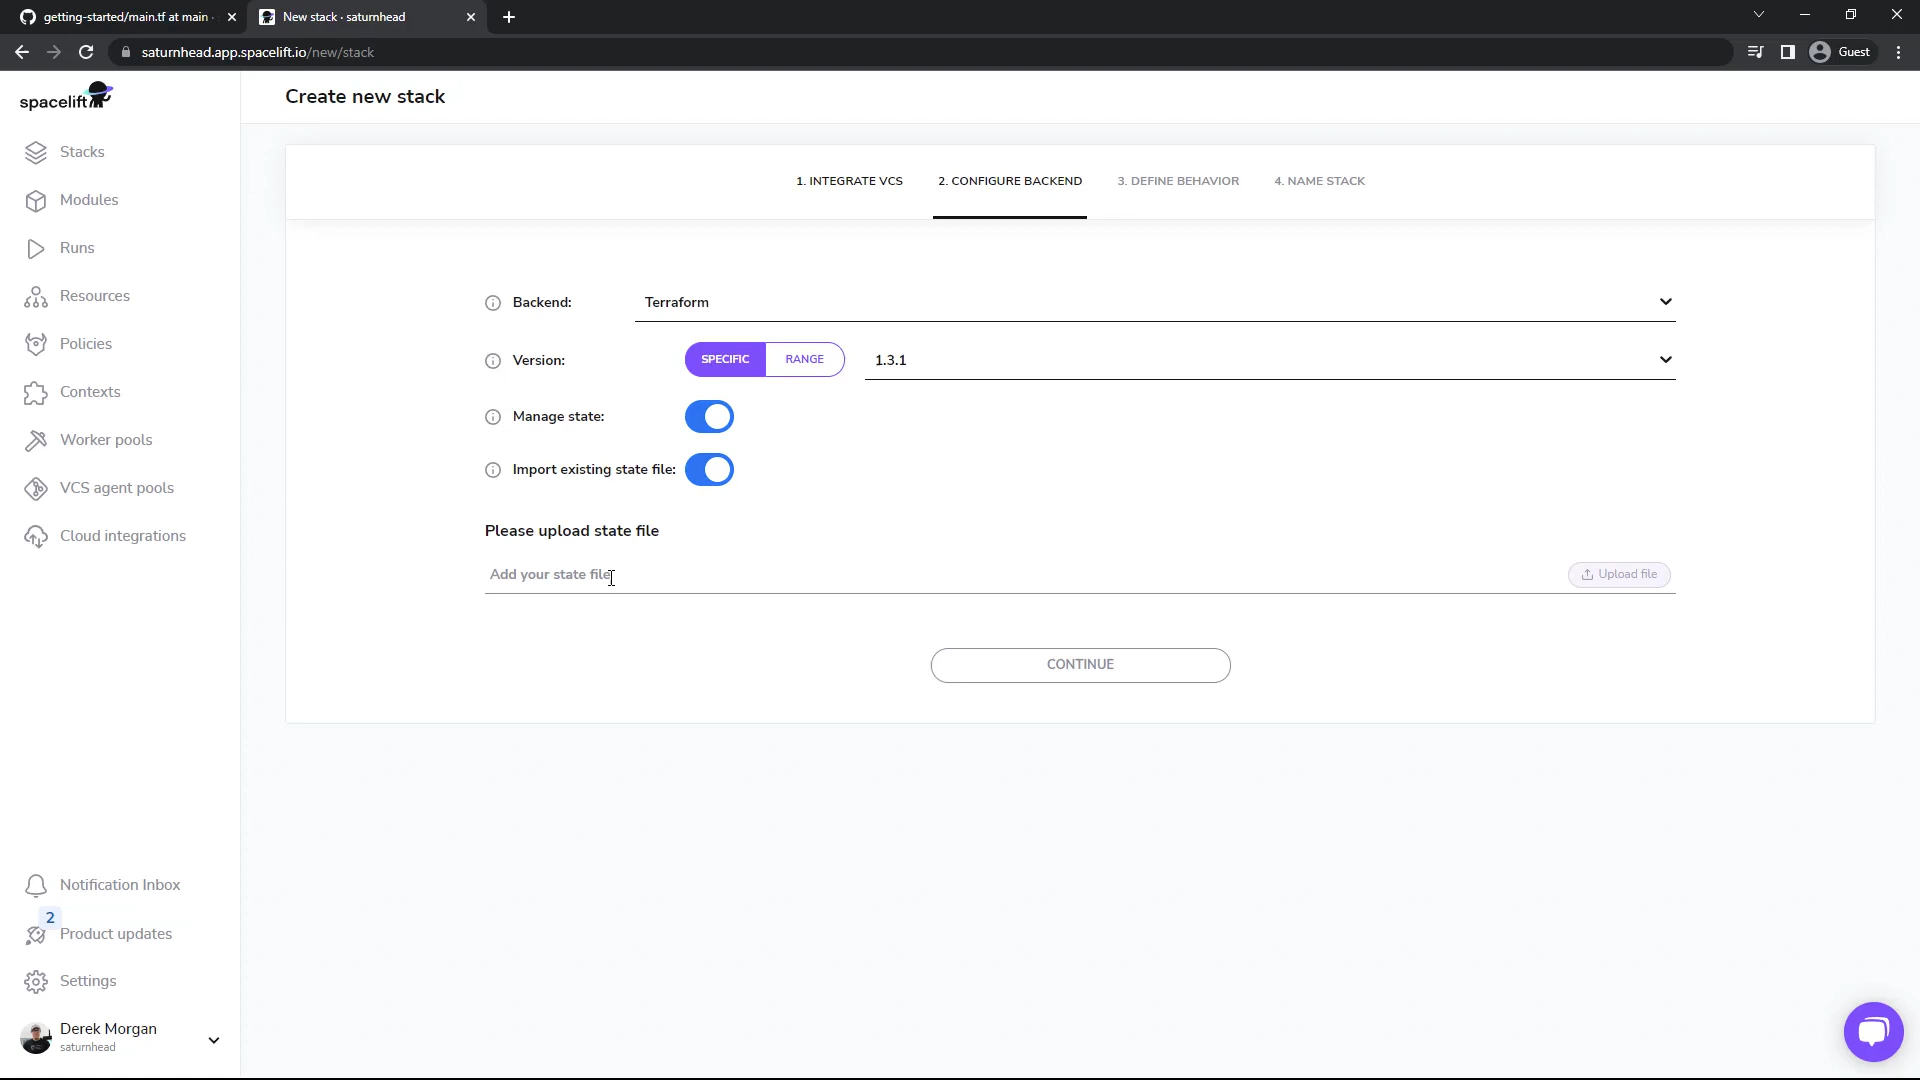 getting-started/main.tf at main ·
New stack · saturnhead
saturnhead.app.spacelift.io/new/stack
Guest
spacelift
Create new stack
Stacks
Modules
Runs
Resources
Policies
Contexts
Worker pools
VCS agent pools
Cloud integrations
1. INTEGRATE VCS
2. CONFIGURE BACKEND
3. DEFINE BEHAVIOR
4. NAME STACK
Backend:
Terraform
Version:
SPECIFIC
RANGE
1.3.1
Manage state:
Import existing state file:
Please upload state file
Add your state file
Upload file
CONTINUE
Notification Inbox
2
Product updates
Settings
Derek Morgan
saturnhead